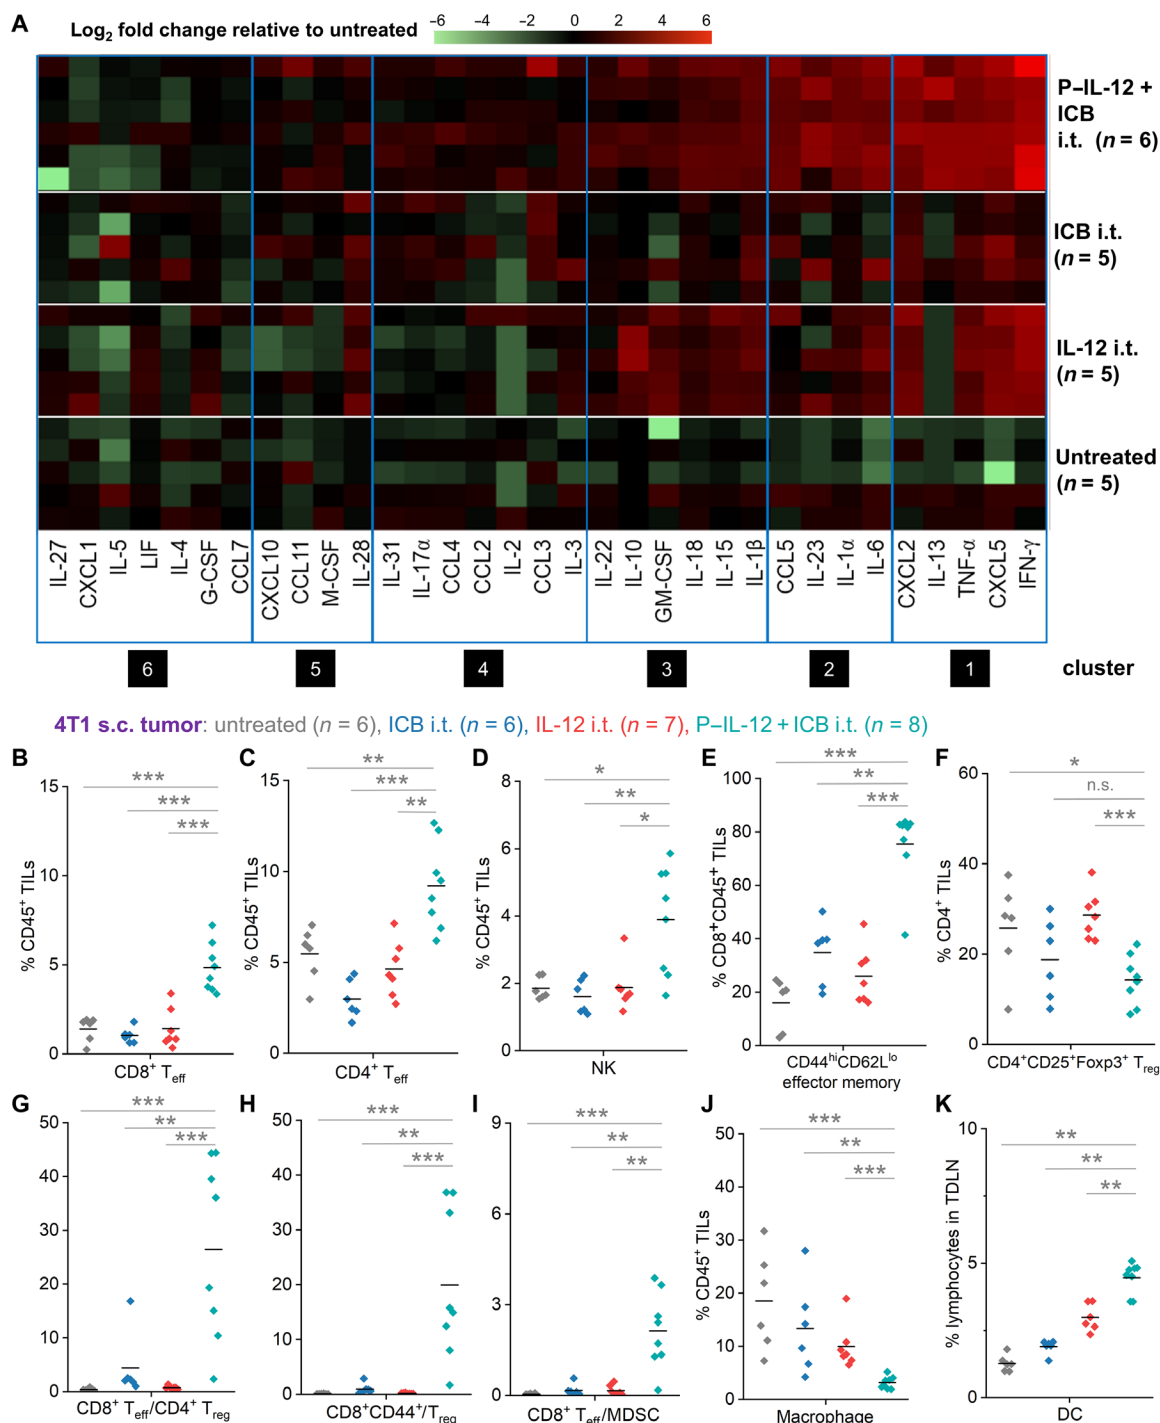 A
Log2 fold change relative to untreated
−6 −4 −2 0 2 4 6
P–IL-12 +
ICB
i.t. (n = 6)
ICB i.t.
(n = 5)
IL-12 i.t.
(n = 5)
Untreated
(n = 5)
IL-27 CXCL1 IL-5 LIF IL-4 G-CSF CCL7 CXCL10 CCL11 M-CSF IL-28 IL-31 IL-17α CCL4 CCL2 IL-2 CCL3 IL-3 IL-22 IL-10 GM-CSF IL-18 IL-15 IL-1β CCL5 IL-23 IL-1α IL-6 CXCL2 IL-13 TNF-α CXCL5 IFN-γ
6 5 4 3 2 1 cluster
4T1 s.c. tumor: untreated (n = 6), ICB i.t. (n = 6), IL-12 i.t. (n = 7), P–IL-12 + ICB i.t. (n = 8)
B
% CD45+ TILs
15
10
5
0
***
***
***
CD8+ Teff
C
% CD45+ TILs
15
10
5
0
**
***
**
CD4+ Teff
D
% CD45+ TILs
8
6
4
2
0
*
**
*
NK
E
% CD8+CD45+ TILs
100
80
60
40
20
0
***
**
***
CD44hiCD62Llo
effector memory
F
% CD4+ TILs
60
40
20
0
*
n.s.
***
CD4+CD25+Foxp3+ Treg
G
50
40
30
20
10
0
***
**
***
CD8+ Teff/CD4+ Treg
H
50
40
30
20
10
0
***
**
***
CD8+CD44+/Treg
I
9
6
3
0
***
**
**
CD8+ Teff/MDSC
J
% CD45+ TILs
50
40
30
20
10
0
***
**
***
Macrophage
K
% lymphocytes in TDLN
10
5
0
**
**
**
DC